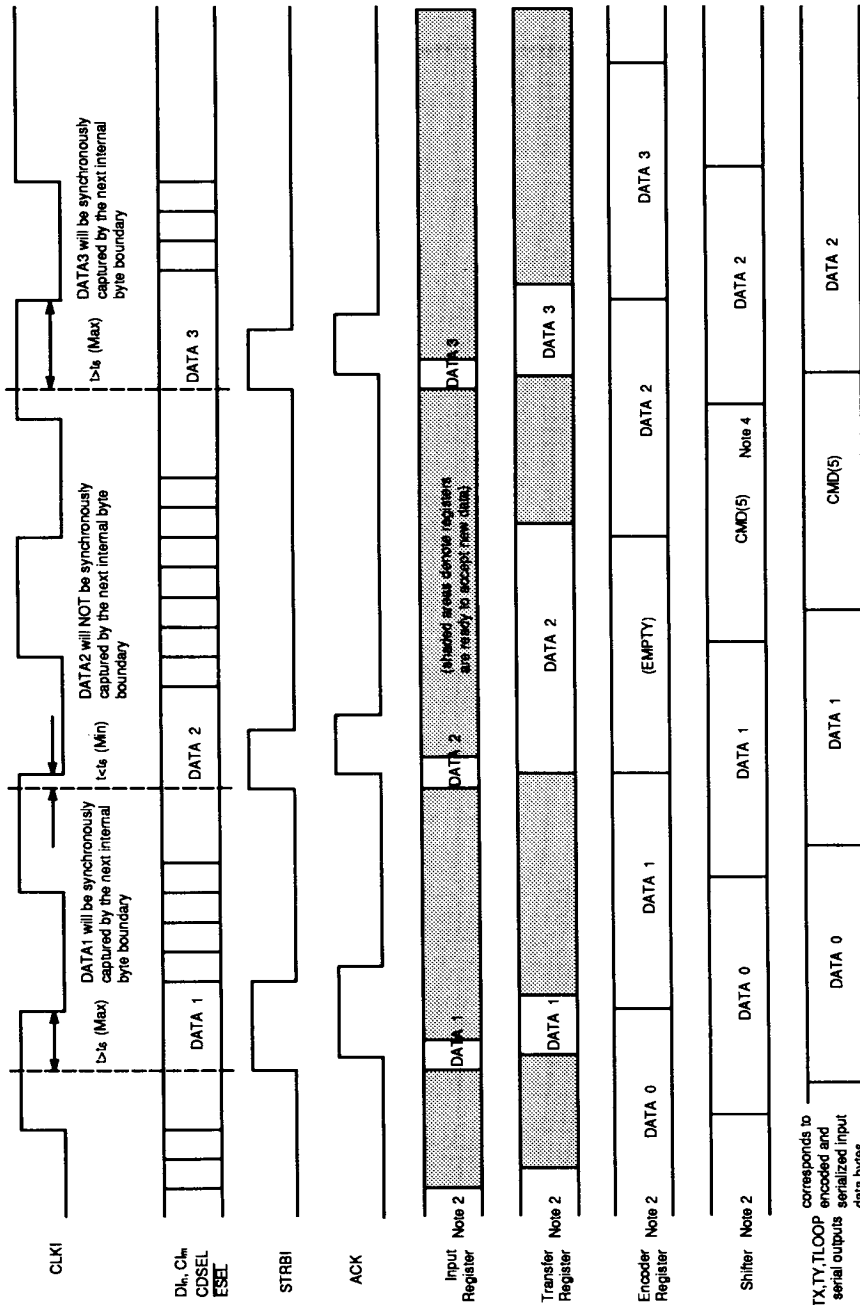 CLKI
t>ts (Max)
DATA1 will be synchronously
captured by the next internal
byte boundary
t<ts (Min)
DATA2 will NOT be synchronously
captured by the next internal byte
boundary
t>ts (Max)
DATA3 will be synchronously
captured by the next internal
byte boundary
DIn, CIm
CDSEL
ESEL
DATA 1
DATA 2
DATA 3
STRBI
ACK
Input
Register
Note 2
DATA 1
DATA 2
(shaded areas denote registers
are ready to accept new data)
DATA 3
Transfer
Register
Note 2
DATA 1
DATA 2
DATA 3
Encoder
Register
Note 2
DATA 0
DATA 1
(EMPTY)
DATA 2
DATA 3
Shifter
Note 2
DATA 0
DATA 1
CMD(5)
Note 4
DATA 2
TX,TY,TLOOP
serial outputs
corresponds to
encoded and
serialized input
data bytes
DATA 0
DATA 1
CMD(5)
DATA 2